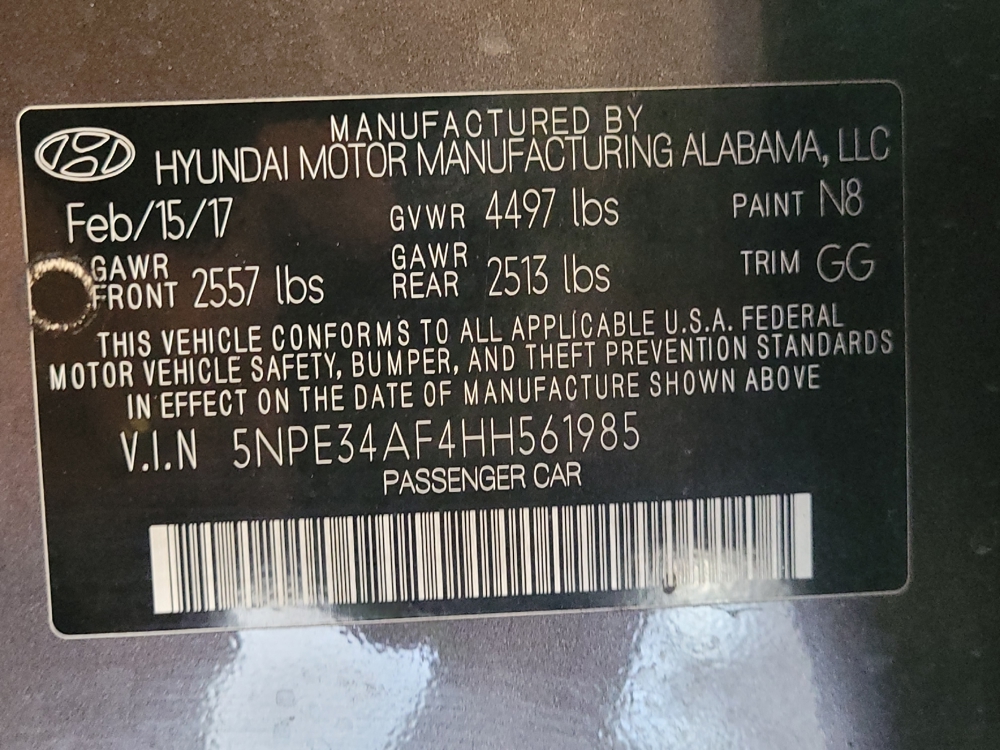 MANUFACTURED BY
HYUNDAI MOTOR MANUFACTURING ALABAMA, LLC
Feb/15/17 GVWR 4497 lbs PAINT N8
GAWR FRONT 2557 lbs GAWR REAR 2513 lbs TRIM GG
THIS VEHICLE CONFORMS TO ALL APPLICABLE U.S.A. FEDERAL
MOTOR VEHICLE SAFETY, BUMPER, AND THEFT PREVENTION STANDARDS
IN EFFECT ON THE DATE OF MANUFACTURE SHOWN ABOVE
V.I.N 5NPE34AF4HH561985
PASSENGER CAR